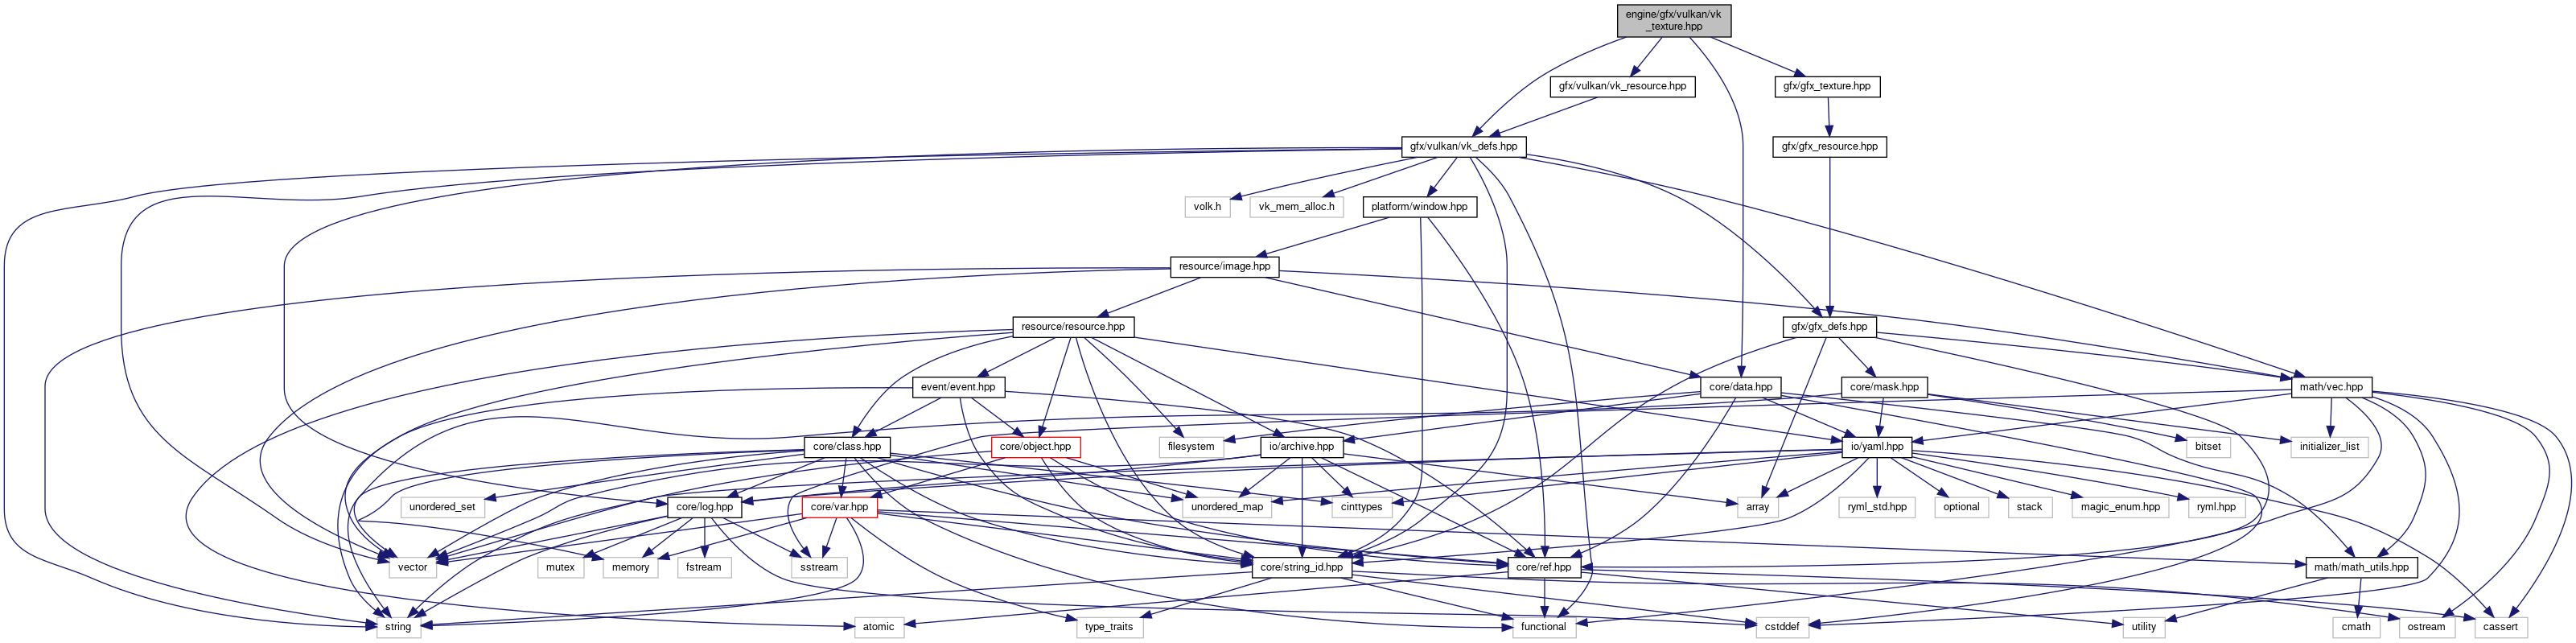 engine/gfx/vulkan/vk
_texture.hpp
gfx/vulkan/vk_resource.hpp
gfx/gfx_texture.hpp
gfx/vulkan/vk_defs.hpp
gfx/gfx_resource.hpp
volk.h
vk_mem_alloc.h
platform/window.hpp
resource/image.hpp
resource/resource.hpp
gfx/gfx_defs.hpp
event/event.hpp
core/data.hpp
core/mask.hpp
math/vec.hpp
core/class.hpp
core/object.hpp
filesystem
io/archive.hpp
io/yaml.hpp
bitset
initializer_list
unordered_set
core/log.hpp
core/var.hpp
unordered_map
cinttypes
array
ryml_std.hpp
optional
stack
magic_enum.hpp
ryml.hpp
vector
mutex
memory
fstream
sstream
core/string_id.hpp
core/ref.hpp
math/math_utils.hpp
string
atomic
type_traits
functional
cstddef
utility
cmath
ostream
cassert